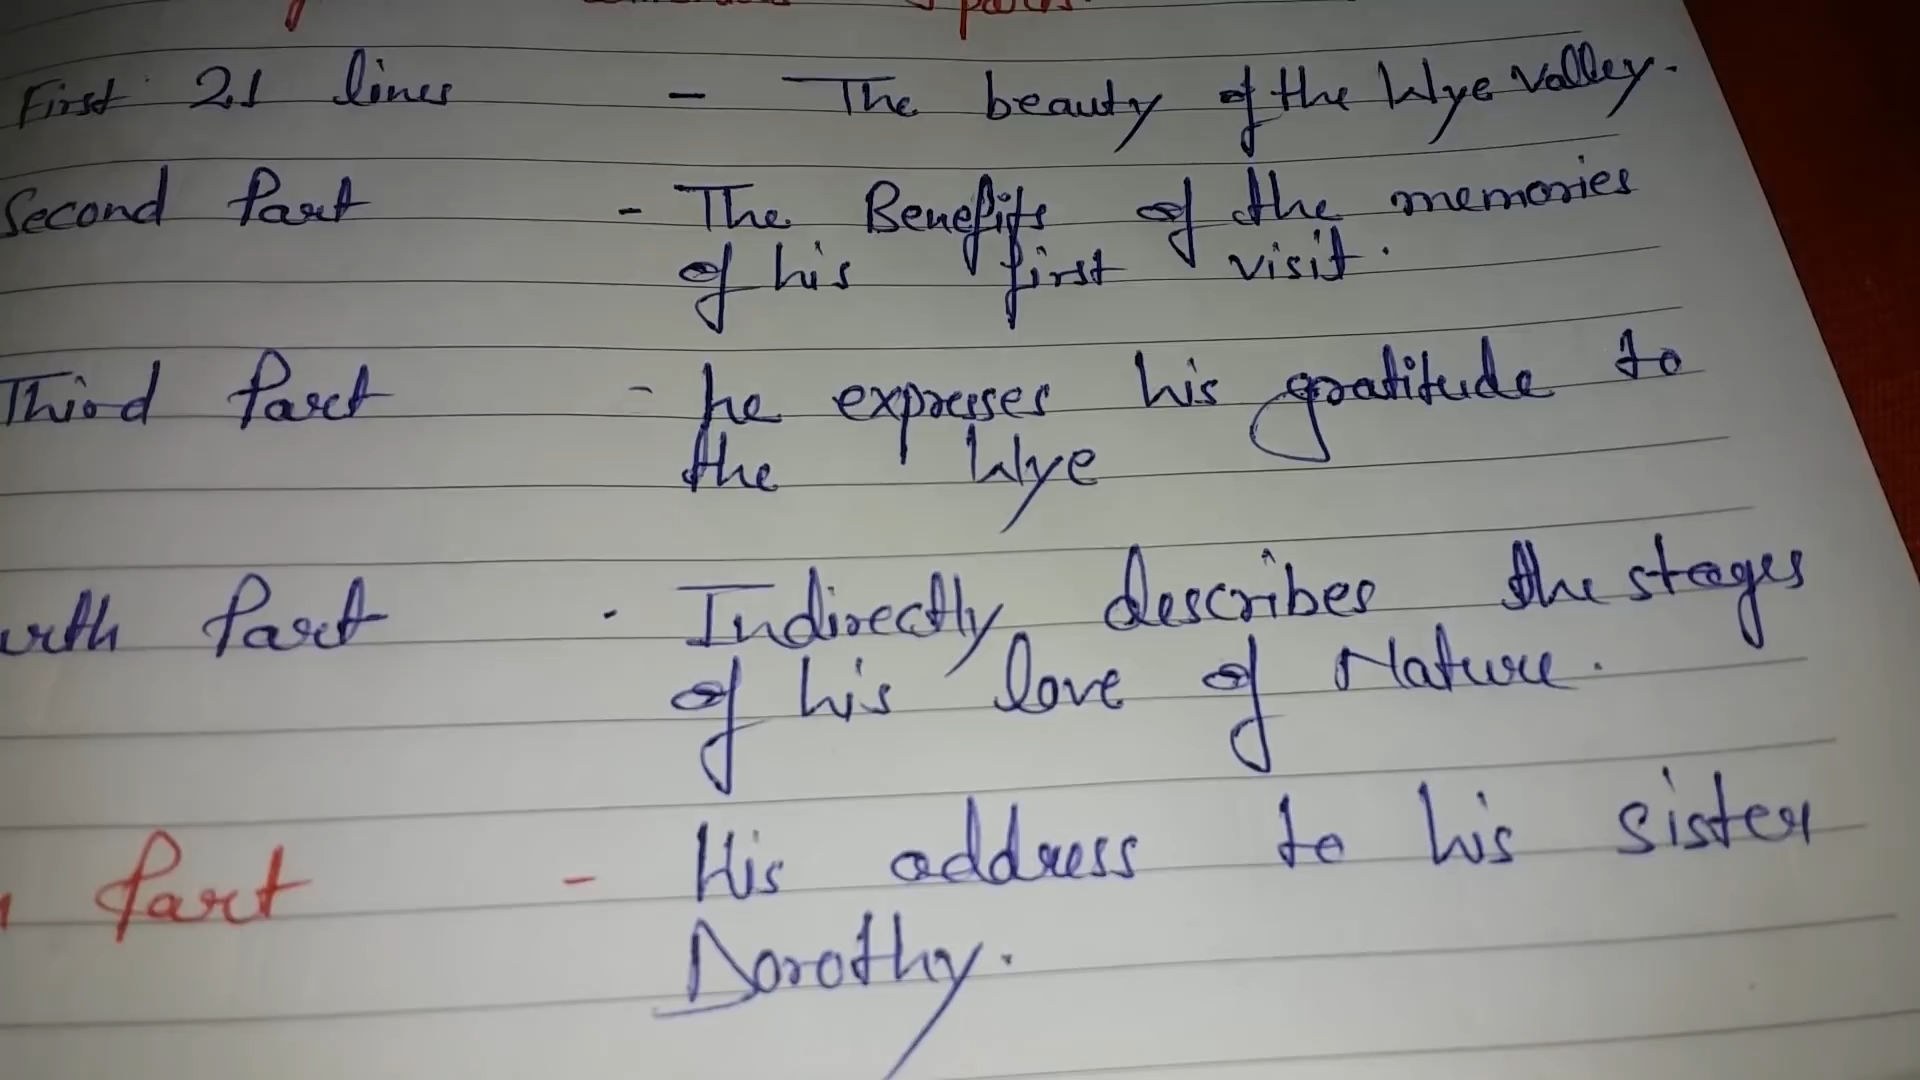 parts.
First 21 lines - The beauty of the Wye Valley.
Second Part - The Benefits of the memories
of his first visit.
Third Part - he expresses his gratitude to
the Wye
urth Part - Indirectly describes the stages
of his love of Nature.
Part - His address to his sister
Dorothy.